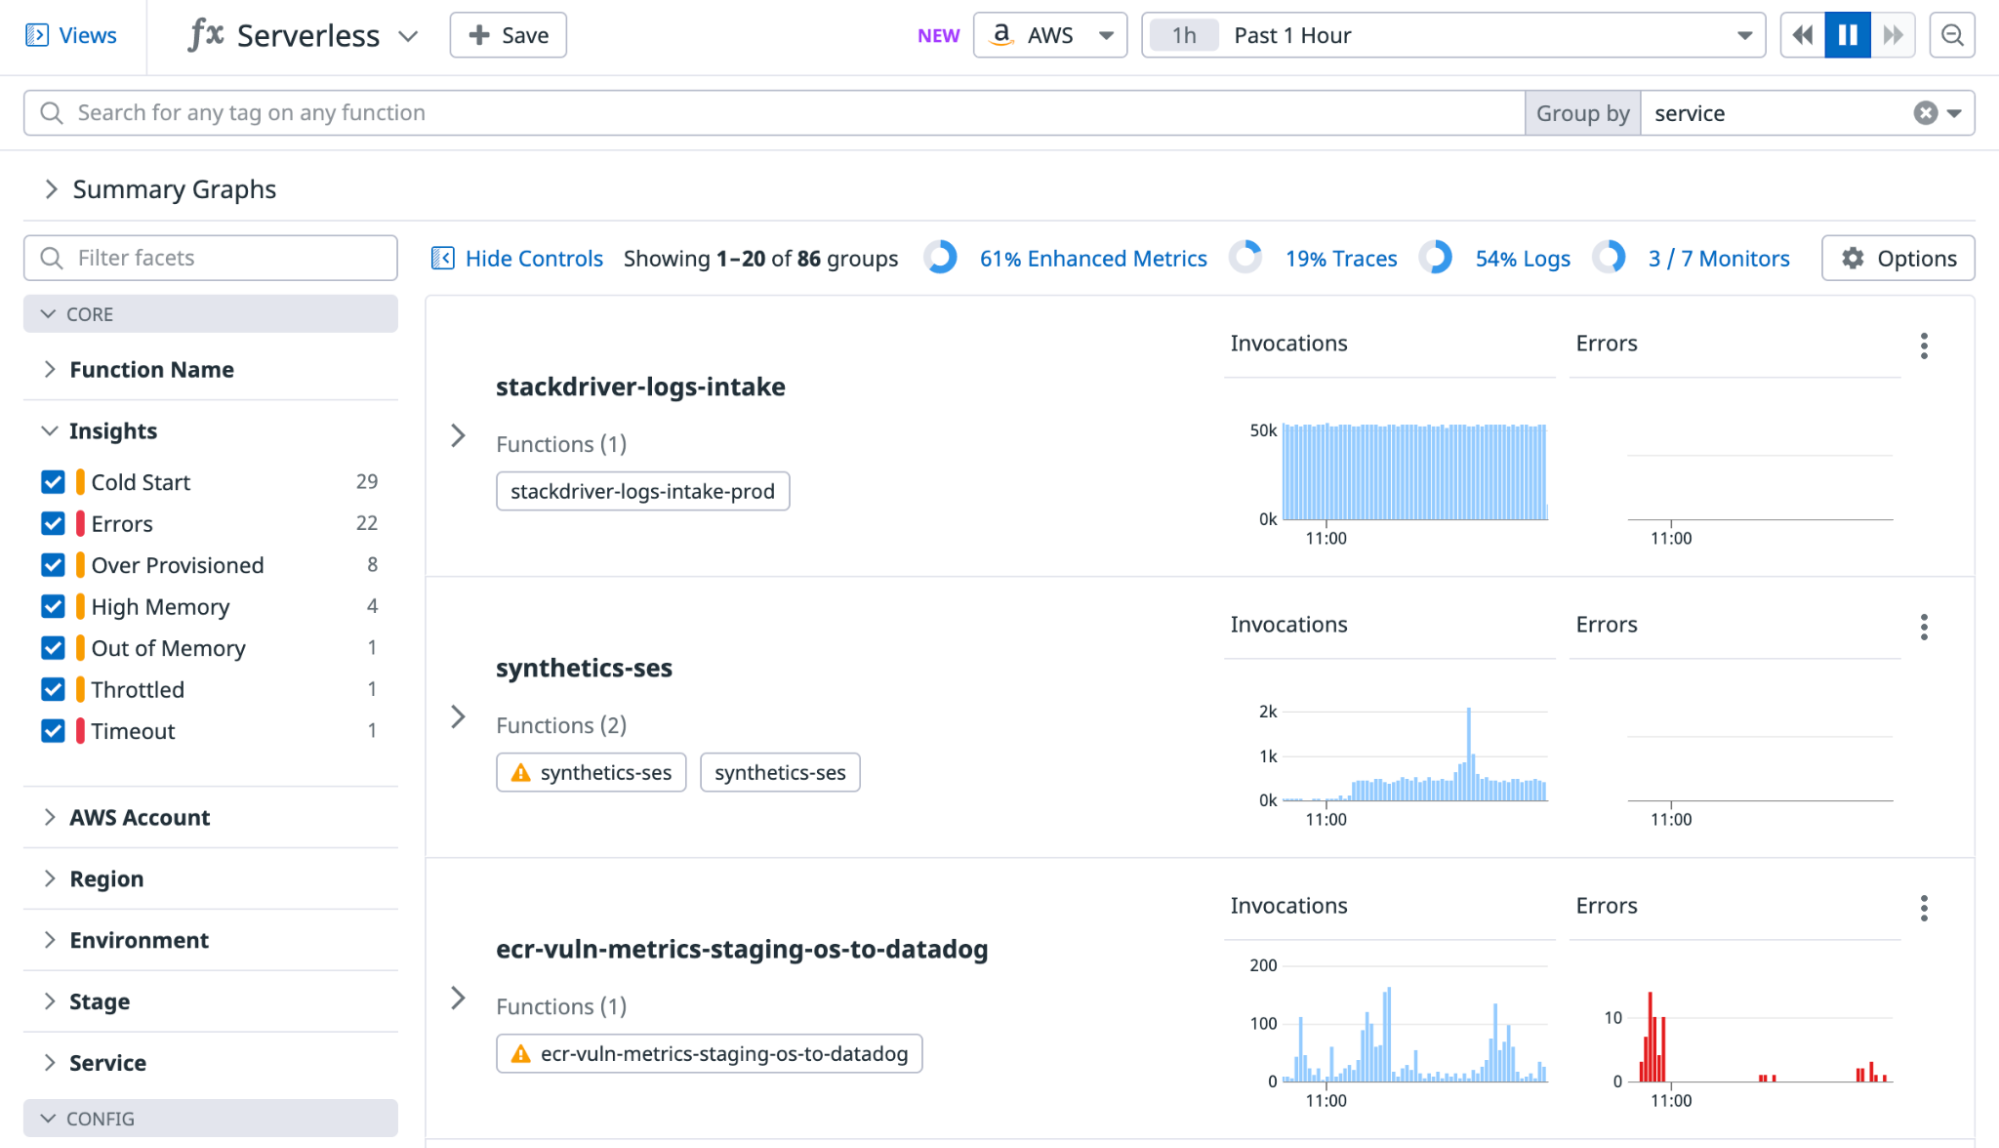 Views
fx Serverless
+ Save
NEW
a AWS
1h Past 1 Hour
Search for any tag on any function
Group by service
Summary Graphs
Filter facets
Hide Controls Showing 1–20 of 86 groups 61% Enhanced Metrics 19% Traces 54% Logs 3 / 7 Monitors Options
CORE
Function Name
Insights
Cold Start 29
Errors 22
Over Provisioned 8
High Memory 4
Out of Memory 1
Throttled 1
Timeout 1
AWS Account
Region
Environment
Stage
Service
CONFIG
stackdriver-logs-intake
Functions (1)
stackdriver-logs-intake-prod
Invocations
50k
0k
11:00
Errors
11:00
synthetics-ses
Functions (2)
synthetics-ses synthetics-ses
Invocations
2k
1k
0k
11:00
Errors
11:00
ecr-vuln-metrics-staging-os-to-datadog
Functions (1)
ecr-vuln-metrics-staging-os-to-datadog
Invocations
200
100
0
11:00
Errors
10
0
11:00